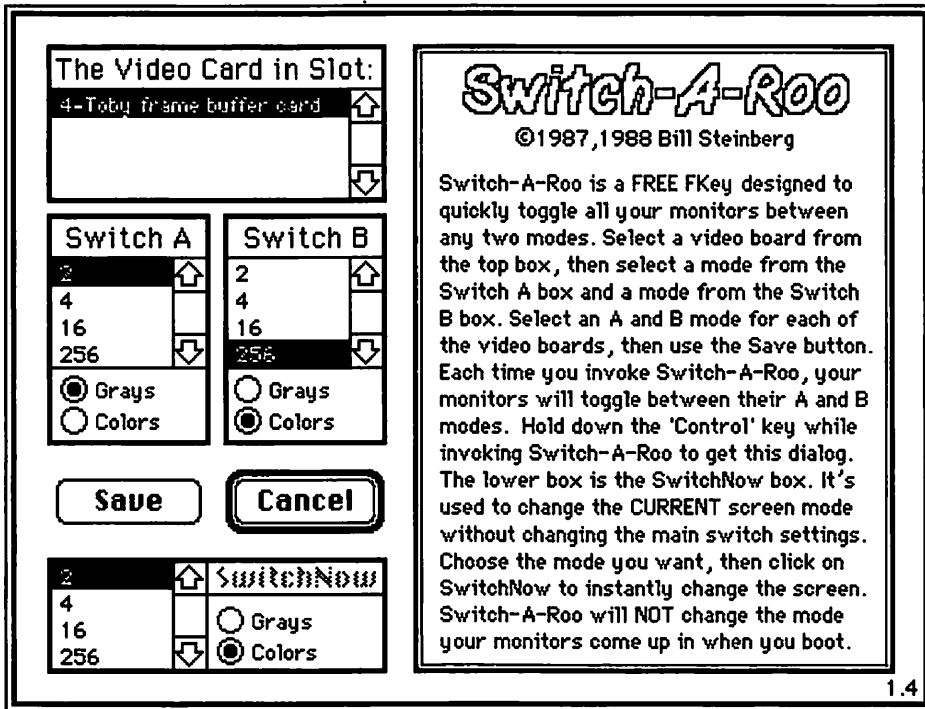 The Video Card in Slot:
4-Toby frame buffer card
Switch A
2
4
16
256
Grays
Colors
Switch B
2
4
16
256
Grays
Colors
Save
Cancel
2
4
16
256
SwitchNow
Grays
Colors
Switch-A-Roo
©1987,1988 Bill Steinberg
Switch-A-Roo is a FREE FKey designed to
quickly toggle all your monitors between
any two modes. Select a video board from
the top box, then select a mode from the
Switch A box and a mode from the Switch
B box. Select an A and B mode for each of
the video boards, then use the Save button.
Each time you invoke Switch-A-Roo, your
monitors will toggle between their A and B
modes. Hold down the 'Control' key while
invoking Switch-A-Roo to get this dialog.
The lower box is the SwitchNow box. It's
used to change the CURRENT screen mode
without changing the main switch settings.
Choose the mode you want, then click on
SwitchNow to instantly change the screen.
Switch-A-Roo will NOT change the mode
your monitors come up in when you boot.
1.4